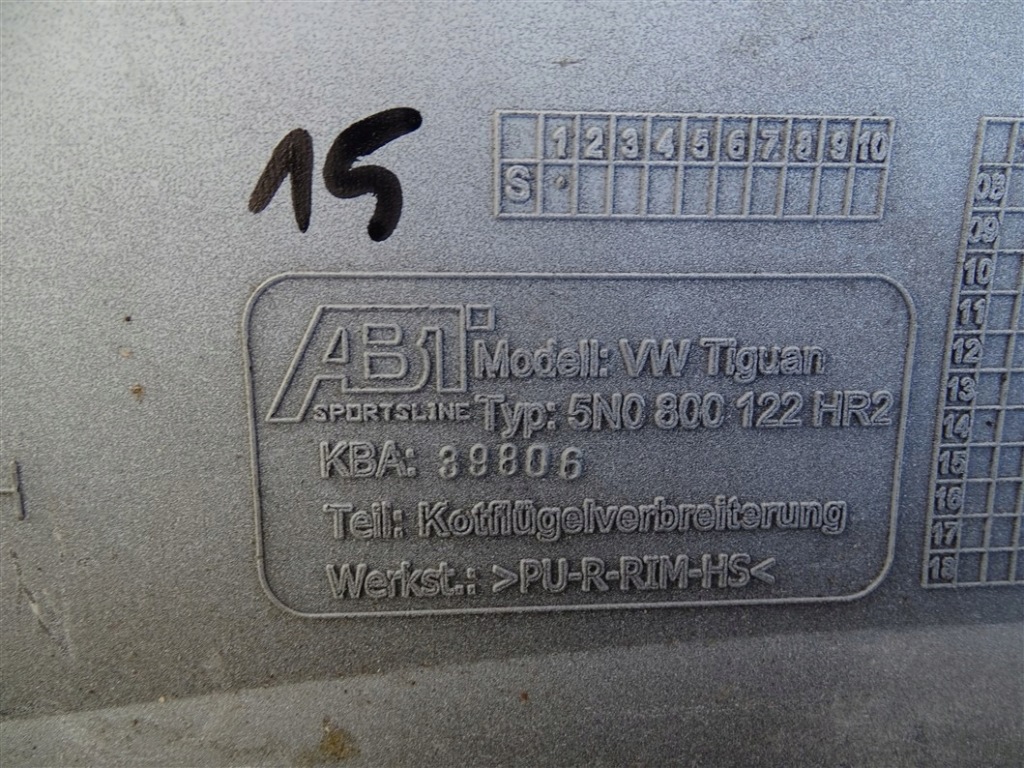 15
1 2 3 4 5 6 7 8 9 10
S
ABT
SPORTSLINE
Modell: VW Tiguan
Typ: 5N0 800 122 HR2
KBA: 39806
Teil: Kotflügelverbreiterung
Werkst.: >PU-R-RIM-HS<
08
09
10
11
12
13
14
15
16
17
18